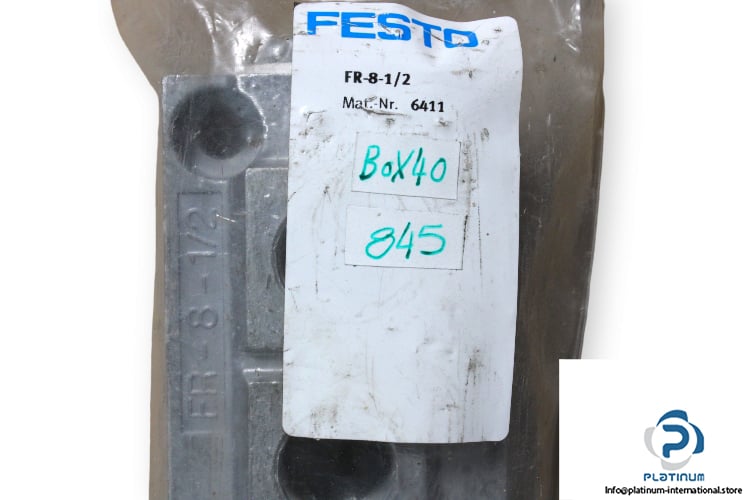 FESTO
FR-8-1/2
Mat.-Nr. 6411
BOX40
845
FR-8-1/2
PLATINUM
Info@platinum-international.store